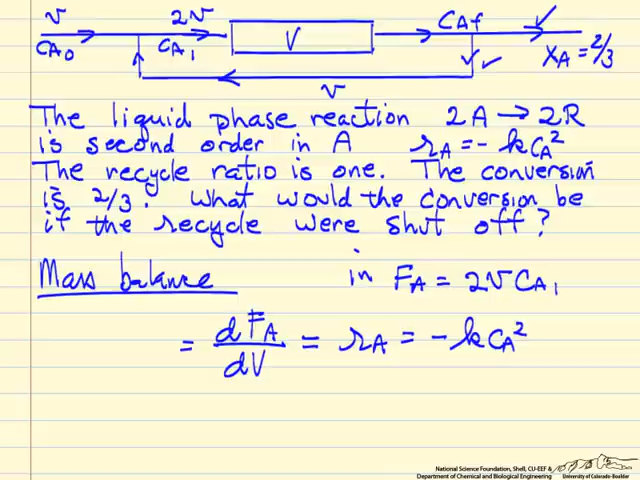 v 2v CAf
CA0 CA1 V XA = 2/3
v
The liquid phase reaction 2A → 2R
is second order in A rA = - kCA²
The recycle ratio is one. The conversion
is 2/3. What would the conversion be
if the recycle were shut off?
Mass balance in FA = 2v CA1
= dFA/dV = rA = -kCA²
National Science Foundation, Shell, CU-EEF &
Department of Chemical and Biological Engineering University of Colorado-Boulder